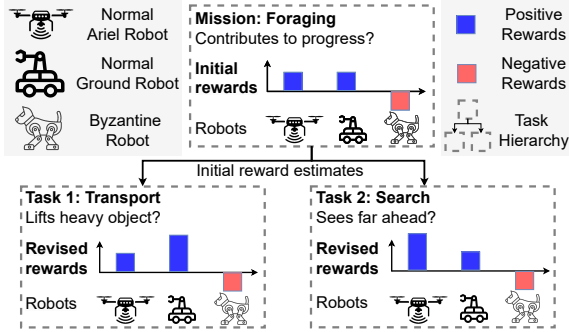 Normal
Ariel Robot
Normal
Ground Robot
Byzantine
Robot
Mission: Foraging
Contributes to progress?
Initial
rewards
Robots
Positive
Rewards
Negative
Rewards
Task
Hierarchy
Initial reward estimates
Task 1: Transport
Lifts heavy object?
Revised
rewards
Robots
Task 2: Search
Sees far ahead?
Revised
rewards
Robots